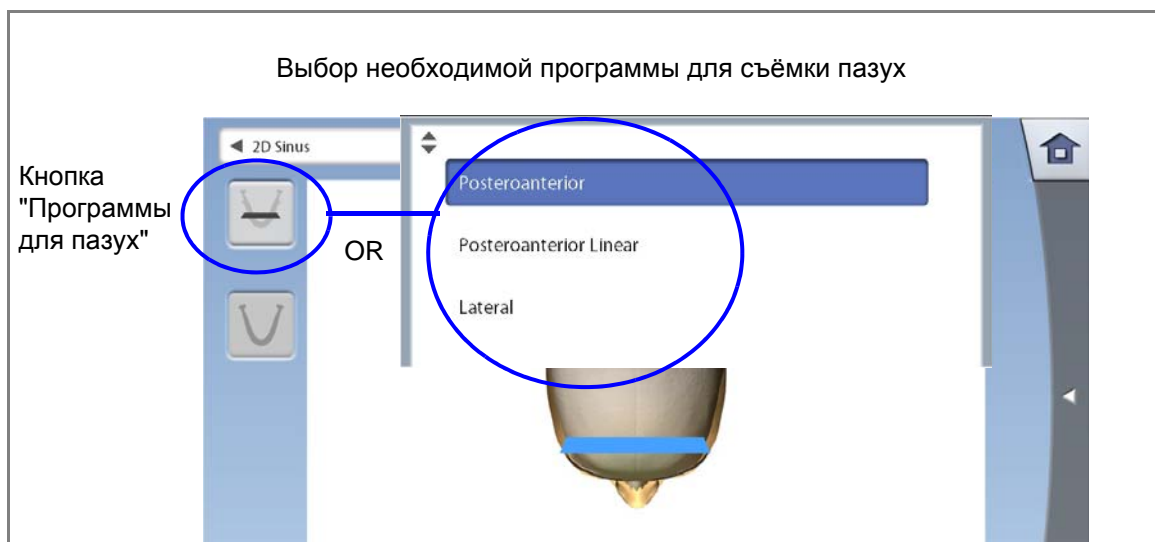 Выбор необходимой программы для съёмки пазух
2D Sinus
Кнопка
"Программы
для пазух"
OR
Posteroanterior
Posteroanterior Linear
Lateral